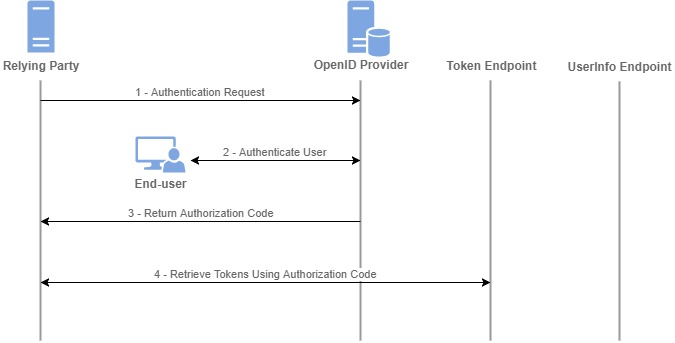 Relying Party
OpenID Provider
Token Endpoint
UserInfo Endpoint
1 - Authentication Request
2 - Authenticate User
End-user
3 - Return Authorization Code
4 - Retrieve Tokens Using Authorization Code